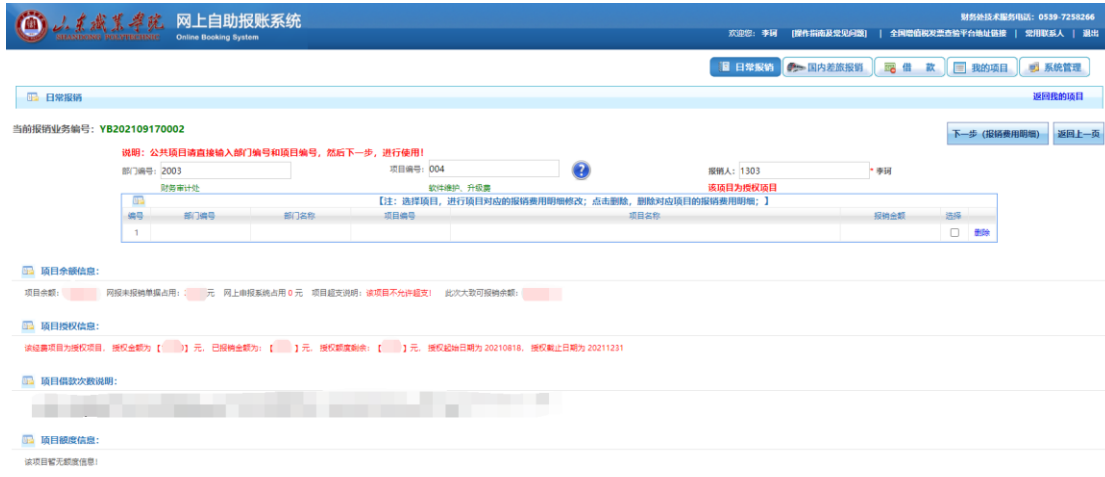 山东职业学院 网上自助报账系统
Online Booking System
财务处技术服务电话：0539-7258266
欢迎您：李珂 【操作指南及常见问题】 | 全国增值税发票查验平台地址链接 | 常用联系人 | 退出
日常报销 国内差旅报销 借 款 我的项目 系统管理
日常报销 返回我的项目
当前报销业务编号：YB202109170002
下一步（报销费用明细） 返回上一页
说明：公共项目请直接输入部门编号和项目编号，然后下一步，进行使用！
部门编号：2003 项目编号：004 报销人：1303 * 李珂
财务审计处 软件维护、升级费 该项目为授权项目
【注：选择项目，进行项目对应的报销费用明细修改；点击删除，删除对应项目的报销费用明细；】
编号 部门编号 部门名称 项目编号 项目名称 报销金额 选择
1 删除
项目余额信息：
项目余额： 网报未报销单据占用： 元 网上申报系统占用 0 元 项目超支说明：该项目不允许超支！ 此次大致可报销余额：
项目授权信息：
该经费项目为授权项目，授权金额为【 】元，已报销金额为：【 】元，授权额度剩余：【 】元，授权起始日期为 20210818，授权截止日期为 20211231
项目借款次数说明：
项目额度信息：
该项目暂无额度信息！